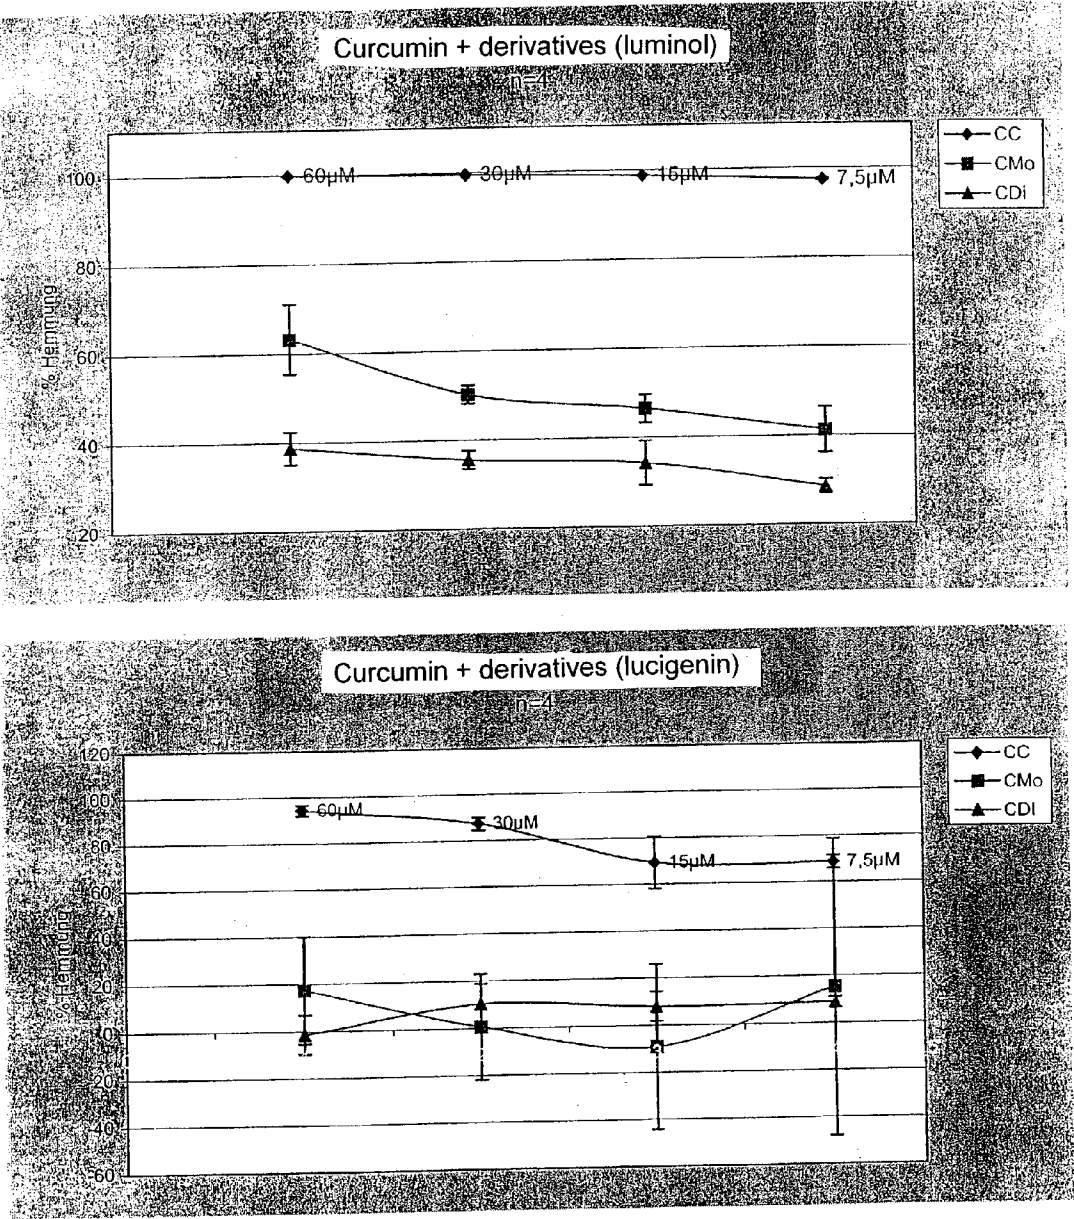 Curcumin + derivatives (luminol)
n=4
CC
CMo
CDI
100
60µM
30µM
15µM
7,5µM
80
60
40
20
% Hemmung
Curcumin + derivatives (lucigenin)
n=4
CC
CMo
CDI
120
100
80
60
40
20
0
20
40
60
% Hemmung
60µM
30µM
15µM
7,5µM